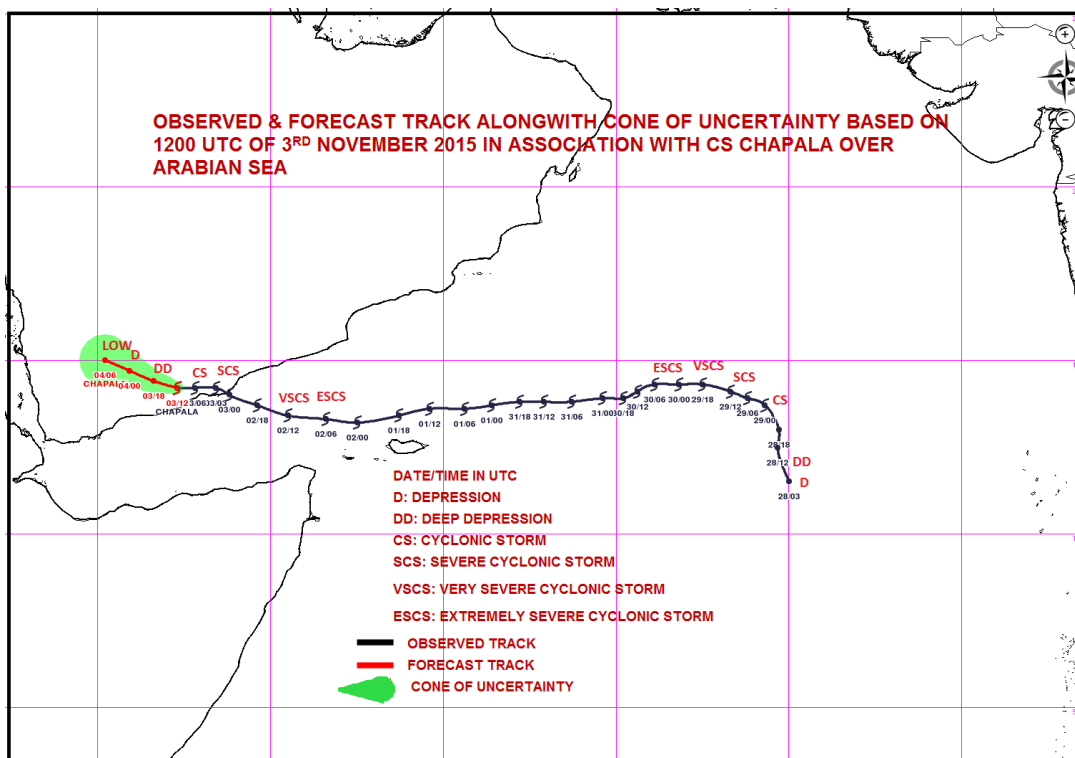 OBSERVED & FORECAST TRACK ALONGWITH CONE OF UNCERTAINTY BASED ON
1200 UTC OF 3RD NOVEMBER 2015 IN ASSOCIATION WITH CS CHAPALA OVER
ARABIAN SEA
LOW
D
DD
CS
SCS
VSCS
ESCS
ESCS
VSCS
SCS
CS
DD
D
04/06
04/00
03/18
03/12
03/06
03/03
03/00
02/18
02/12
02/06
02/00
01/18
01/12
01/06
01/00
31/18
31/12
31/06
31/00
30/18
30/12
30/06
30/00
29/18
29/12
29/06
29/00
28/18
28/12
28/03
CHAPALA
CHAPALA
DATE/TIME IN UTC
D: DEPRESSION
DD: DEEP DEPRESSION
CS: CYCLONIC STORM
SCS: SEVERE CYCLONIC STORM
VSCS: VERY SEVERE CYCLONIC STORM
ESCS: EXTREMELY SEVERE CYCLONIC STORM
OBSERVED TRACK
FORECAST TRACK
CONE OF UNCERTAINTY